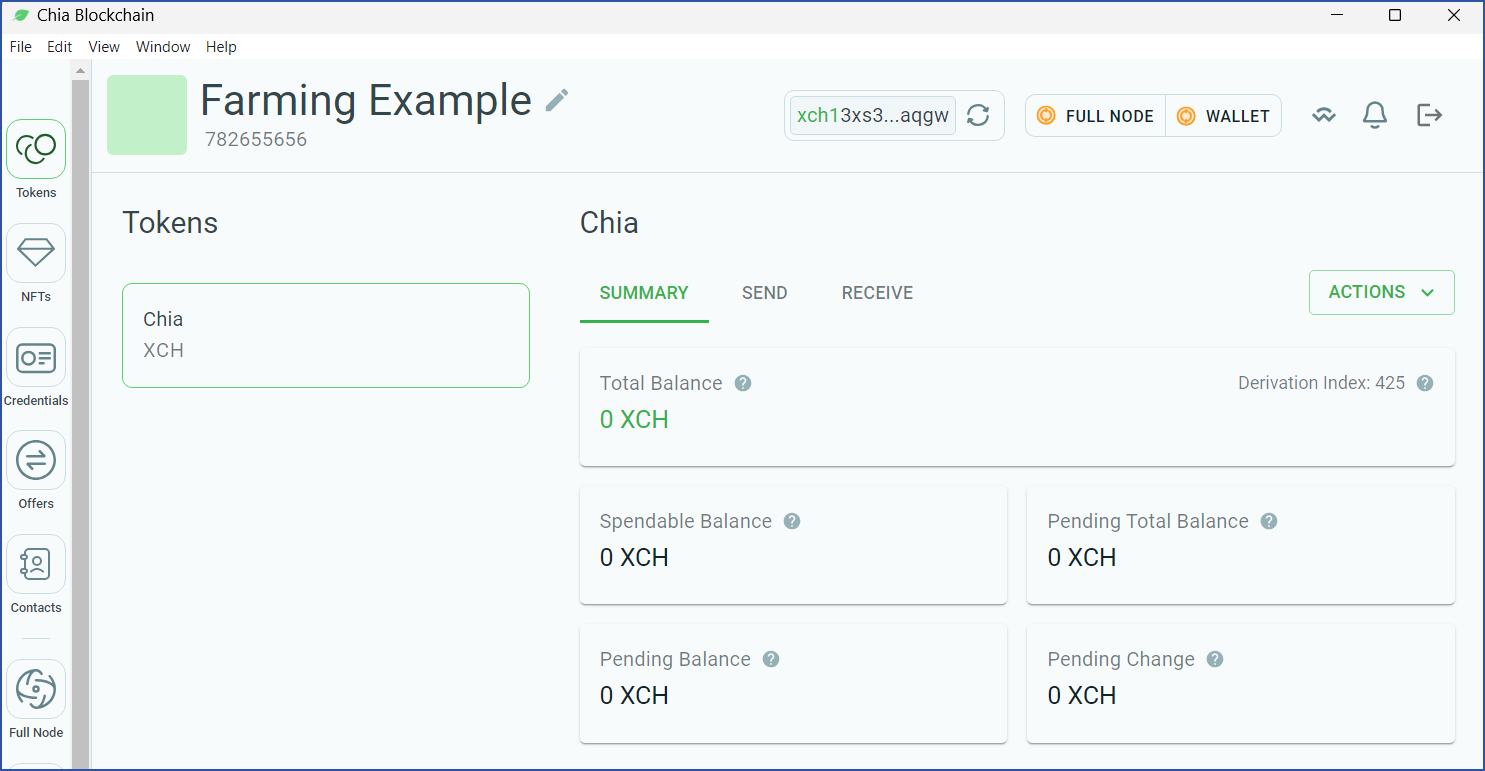 Chia Blockchain
File Edit View Window Help
Farming Example
782655656
xch13xs3...aqgw
FULL NODE
WALLET
Tokens
NFTs
Credentials
Offers
Contacts
Full Node
Tokens
Chia
XCH
Chia
SUMMARY SEND RECEIVE
ACTIONS
Total Balance ?
Derivation Index: 425 ?
0 XCH
Spendable Balance ?
0 XCH
Pending Total Balance ?
0 XCH
Pending Balance ?
0 XCH
Pending Change ?
0 XCH